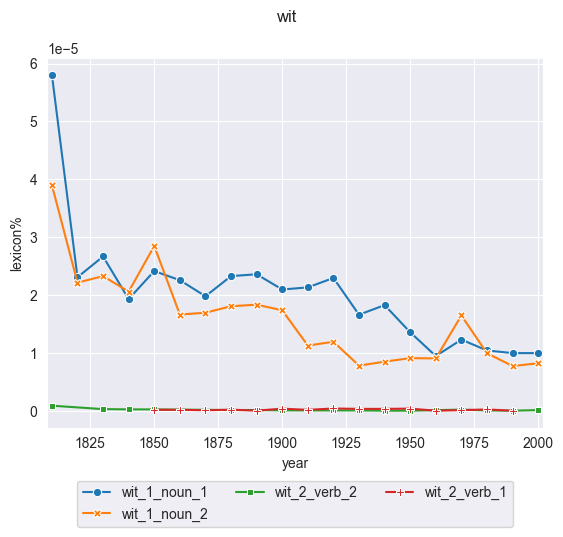 wit
1e−5
6
5
4
3
2
1
0
lexicon%
1825 1850 1875 1900 1925 1950 1975 2000
year
wit_1_noun_1 wit_2_verb_2 wit_2_verb_1
wit_1_noun_2